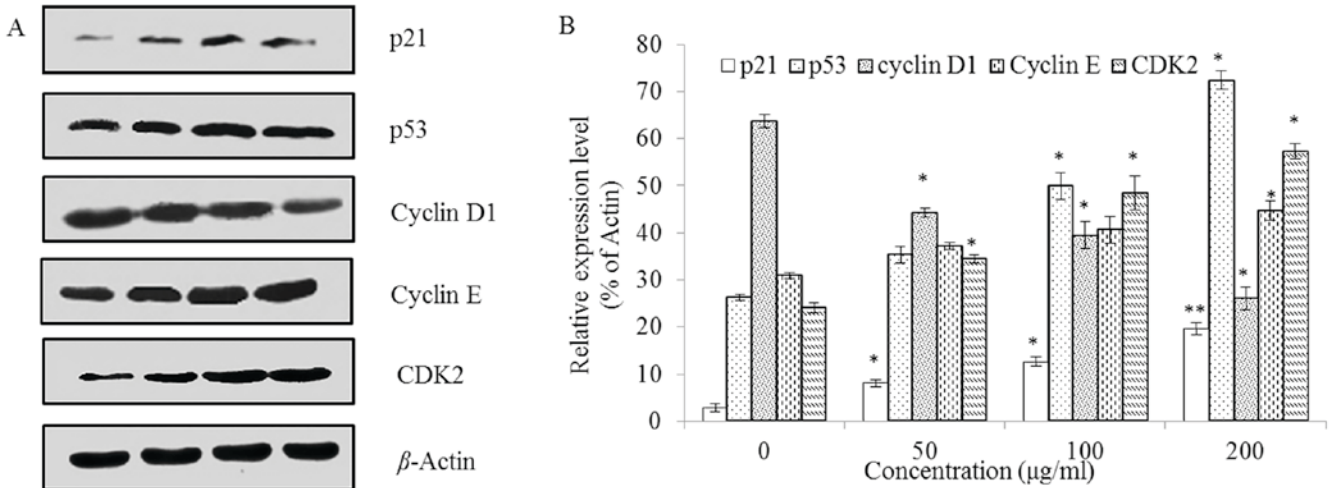 A
p21
p53
Cyclin D1
Cyclin E
CDK2
β-Actin
B
Relative expression level
(% of Actin)
80
70
60
50
40
30
20
10
0
p21 p53 cyclin D1 Cyclin E CDK2
*
*
*
*
*
*
*
**
*
*
*
*
0 50 100 200
Concentration (μg/ml)